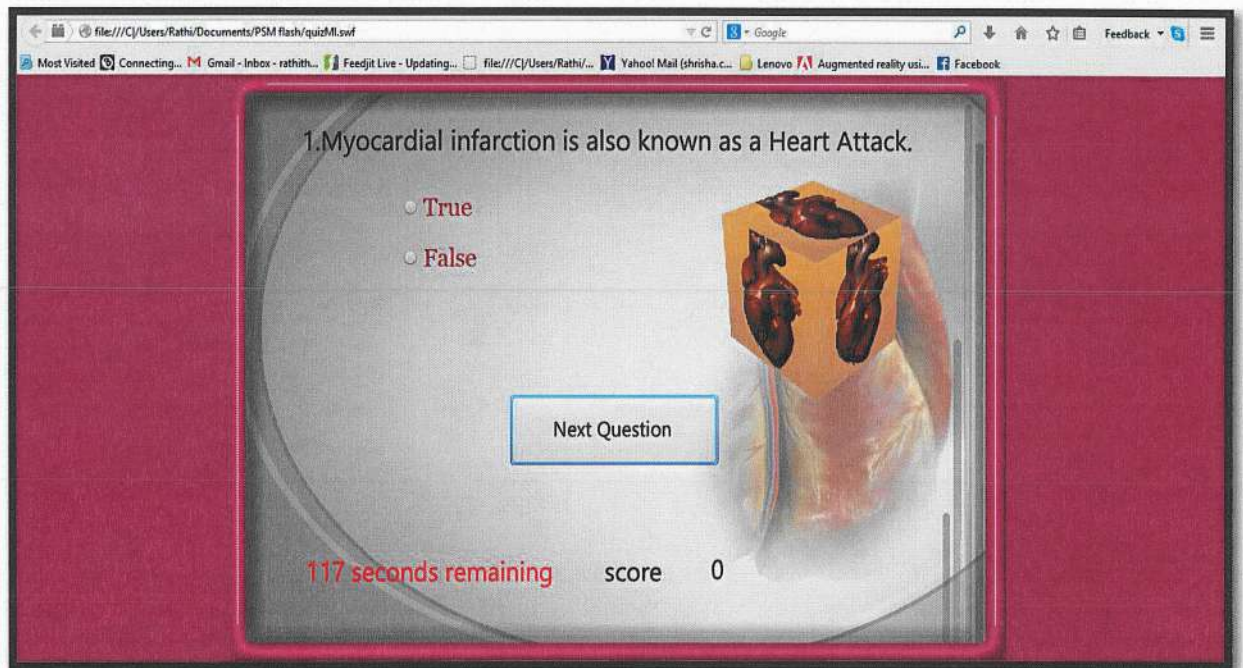 file:///C|/Users/Rathi/Documents/PSM flash/quizMI.swf
8 - Google
Feedback
Most Visited Connecting... Gmail - Inbox - rathith... Feedjit Live - Updating... file:///C|/Users/Rathi/... Yahoo! Mail (shrisha.c... Lenovo Augmented reality usi... Facebook
1.Myocardial infarction is also known as a Heart Attack.
True
False
Next Question
117 seconds remaining score 0